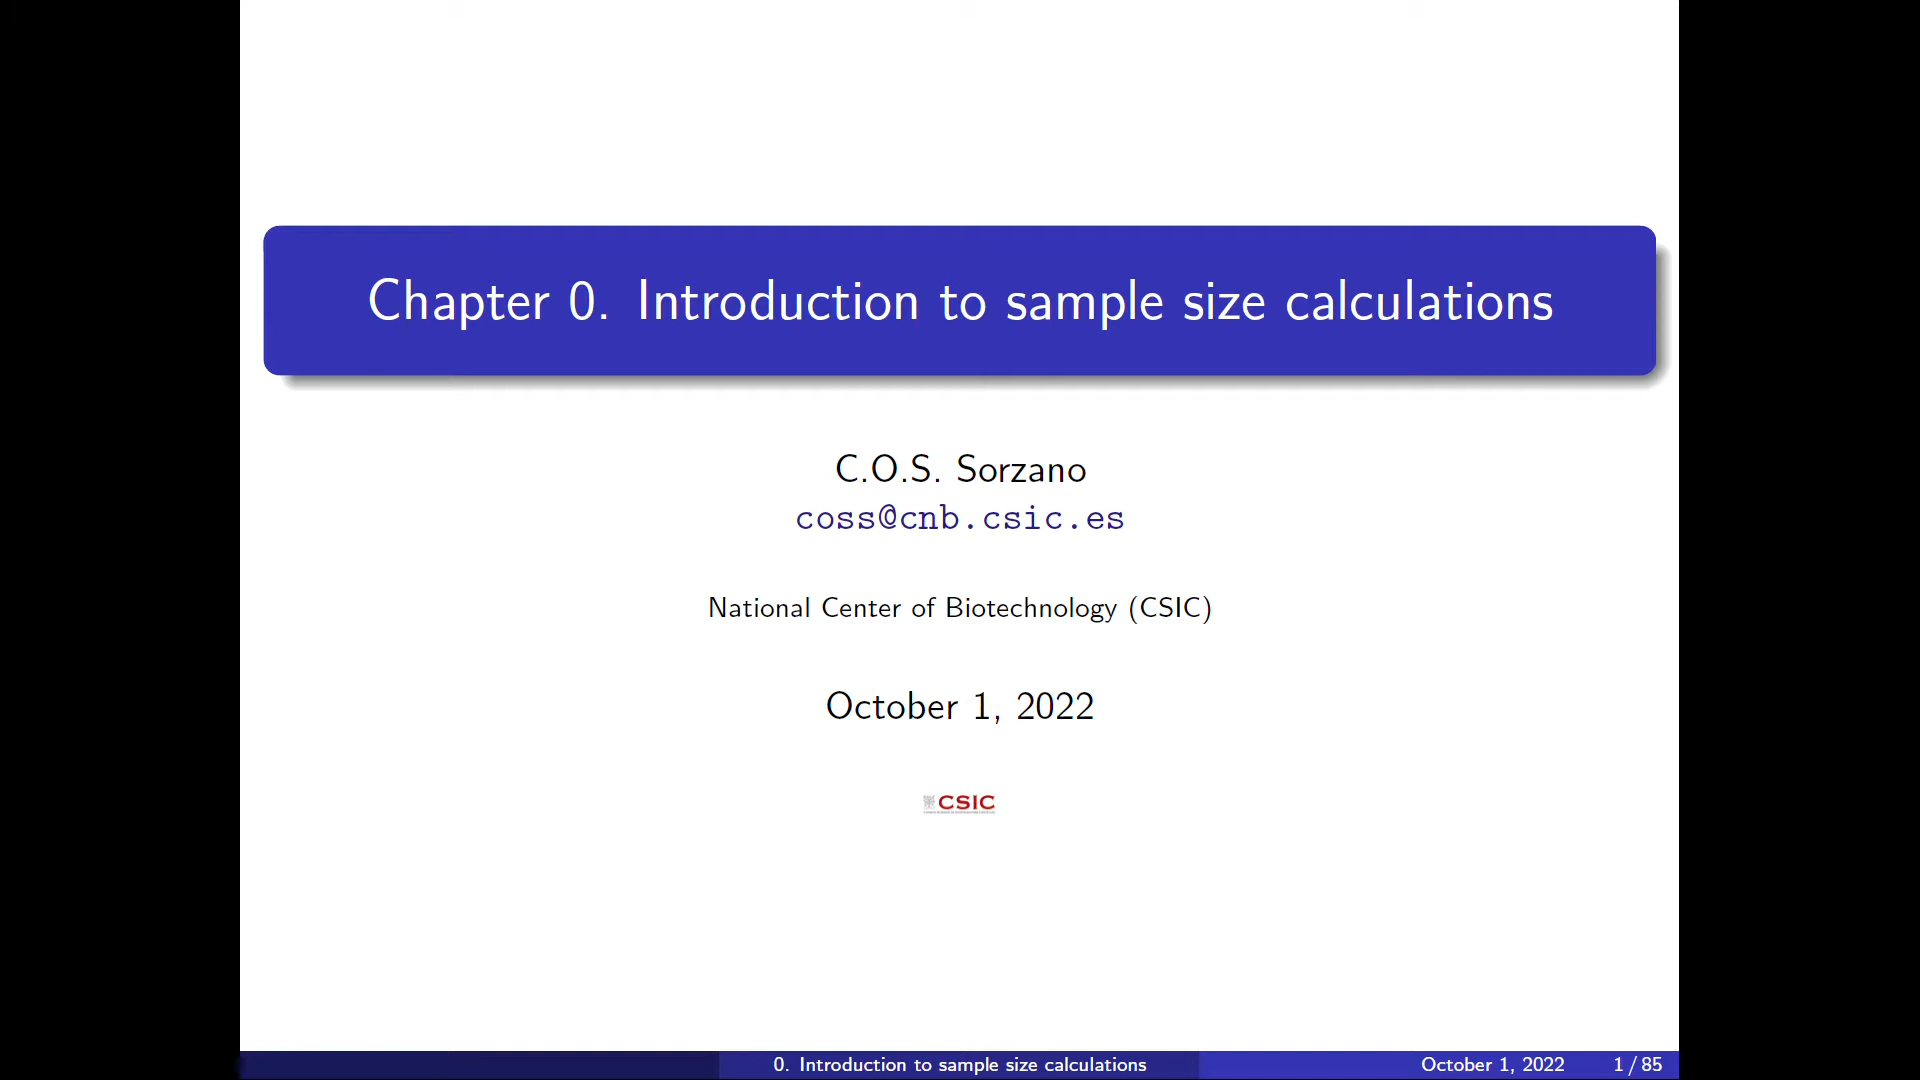 Chapter 0. Introduction to sample size calculations
C.O.S. Sorzano
coss@cnb.csic.es
National Center of Biotechnology (CSIC)
October 1, 2022
CSIC
0. Introduction to sample size calculations
October 1, 2022
1 / 85